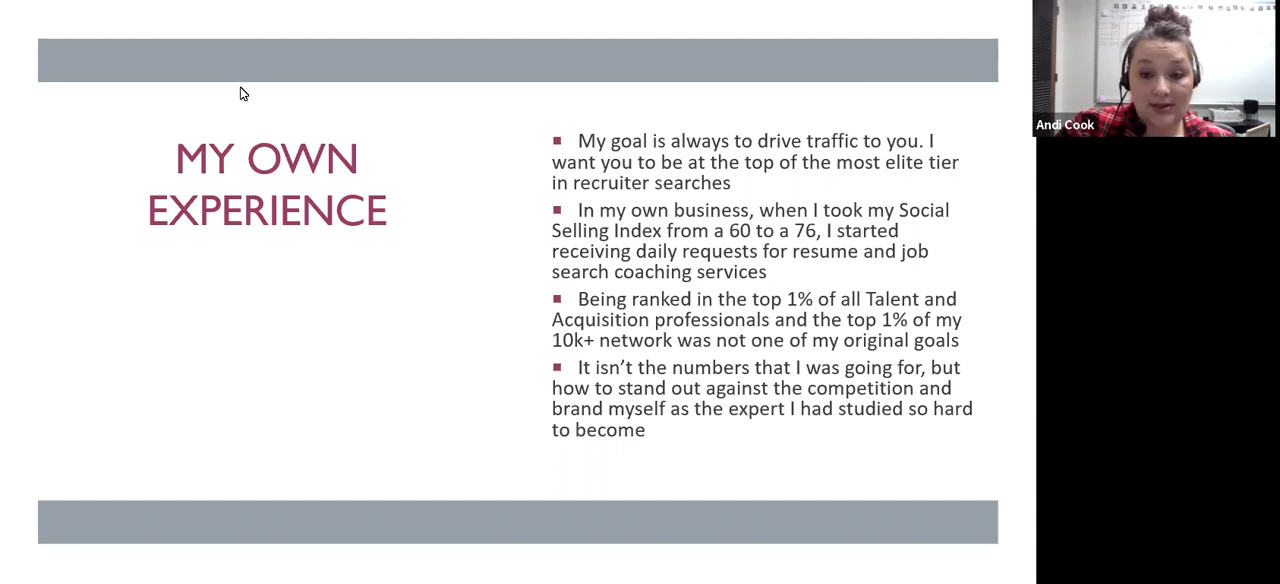 MY OWN
EXPERIENCE
My goal is always to drive traffic to you. I
want you to be at the top of the most elite tier
in recruiter searches
In my own business, when I took my Social
Selling Index from a 60 to a 76, I started
receiving daily requests for resume and job
search coaching services
Being ranked in the top 1% of all Talent and
Acquisition professionals and the top 1% of my
10k+ network was not one of my original goals
It isn’t the numbers that I was going for, but
how to stand out against the competition and
brand myself as the expert I had studied so hard
to become
Andi Cook